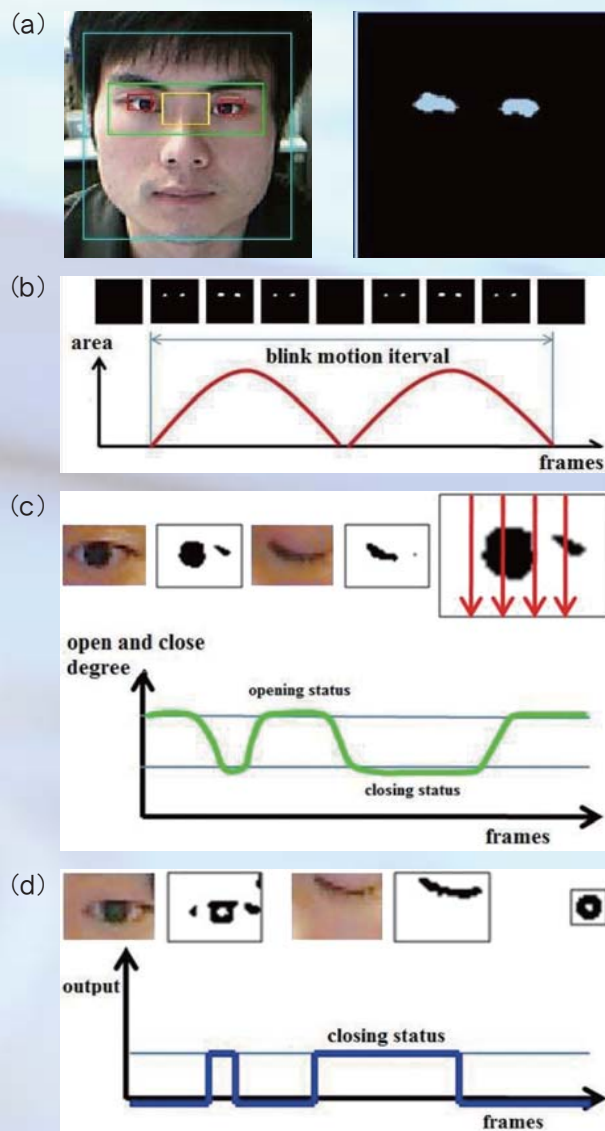 (a)
(b)
area
blink motion iterval
frames
(c)
open and close
degree
opening status
closing status
frames
(d)
output
closing status
frames